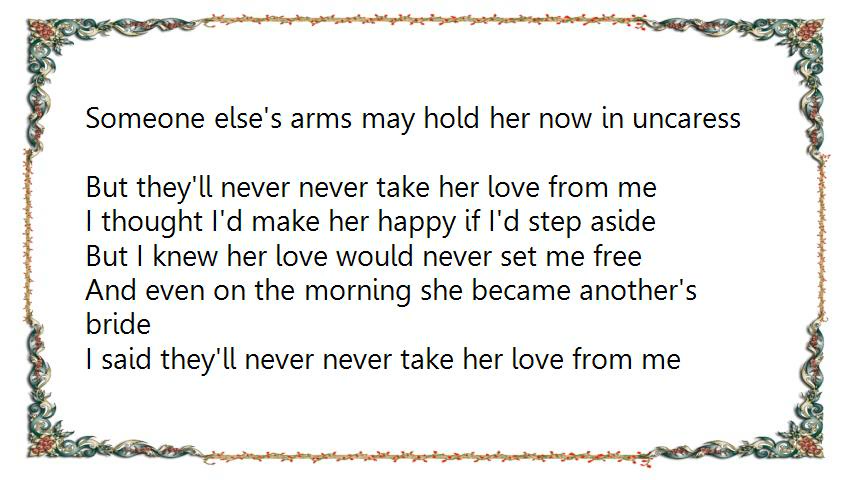 Someone else's arms may hold her now in uncaress
But they'll never never take her love from me
I thought I'd make her happy if I'd step aside
But I knew her love would never set me free
And even on the morning she became another's
bride
I said they'll never never take her love from me